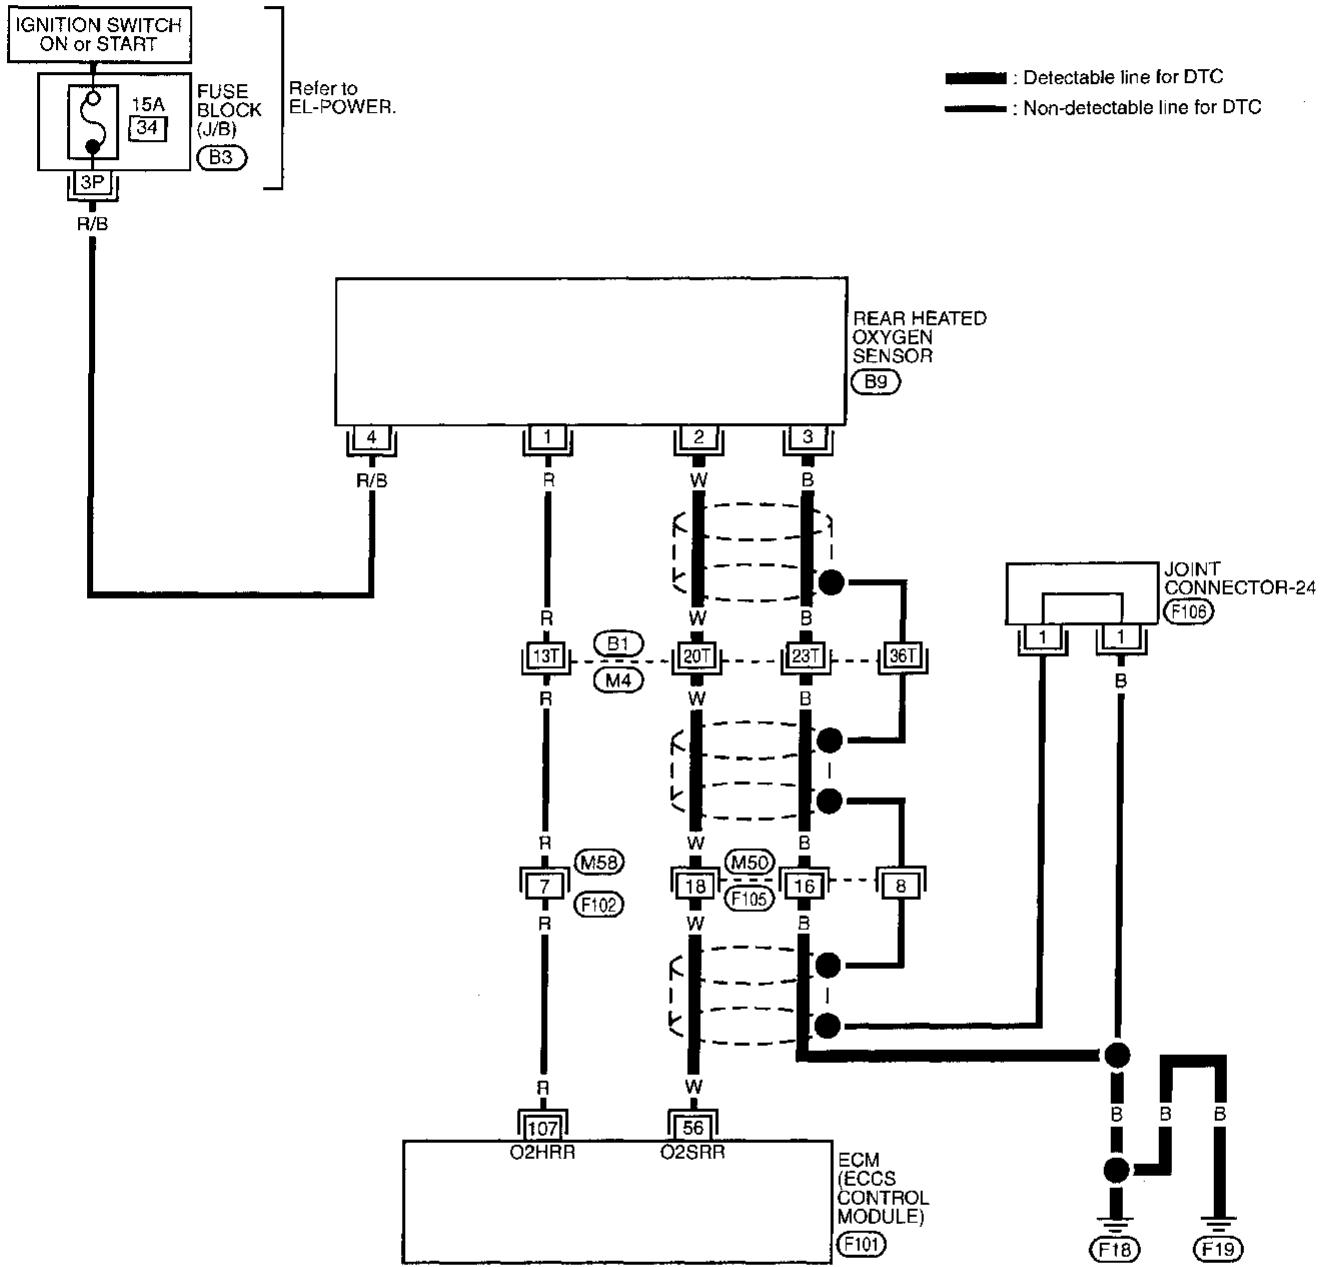 IGNITION SWITCH
ON or START
FUSE
BLOCK
(J/B)
B3
15A
34
3P
Refer to
EL-POWER.
: Detectable line for DTC
: Non-detectable line for DTC
R/B
REAR HEATED
OXYGEN
SENSOR
B9
4 1 2 3
R/B R W B
JOINT
CONNECTOR-24
F106
1 1
B
R W B
13T B1 20T 23T 36T
M4
R W B
R W B
7 M58 18 M50 16 8
F102 F105
R W B
R W
107 56
O2HRR O2SRR
ECM
(ECCS
CONTROL
MODULE)
F101
B B B
F18 F19